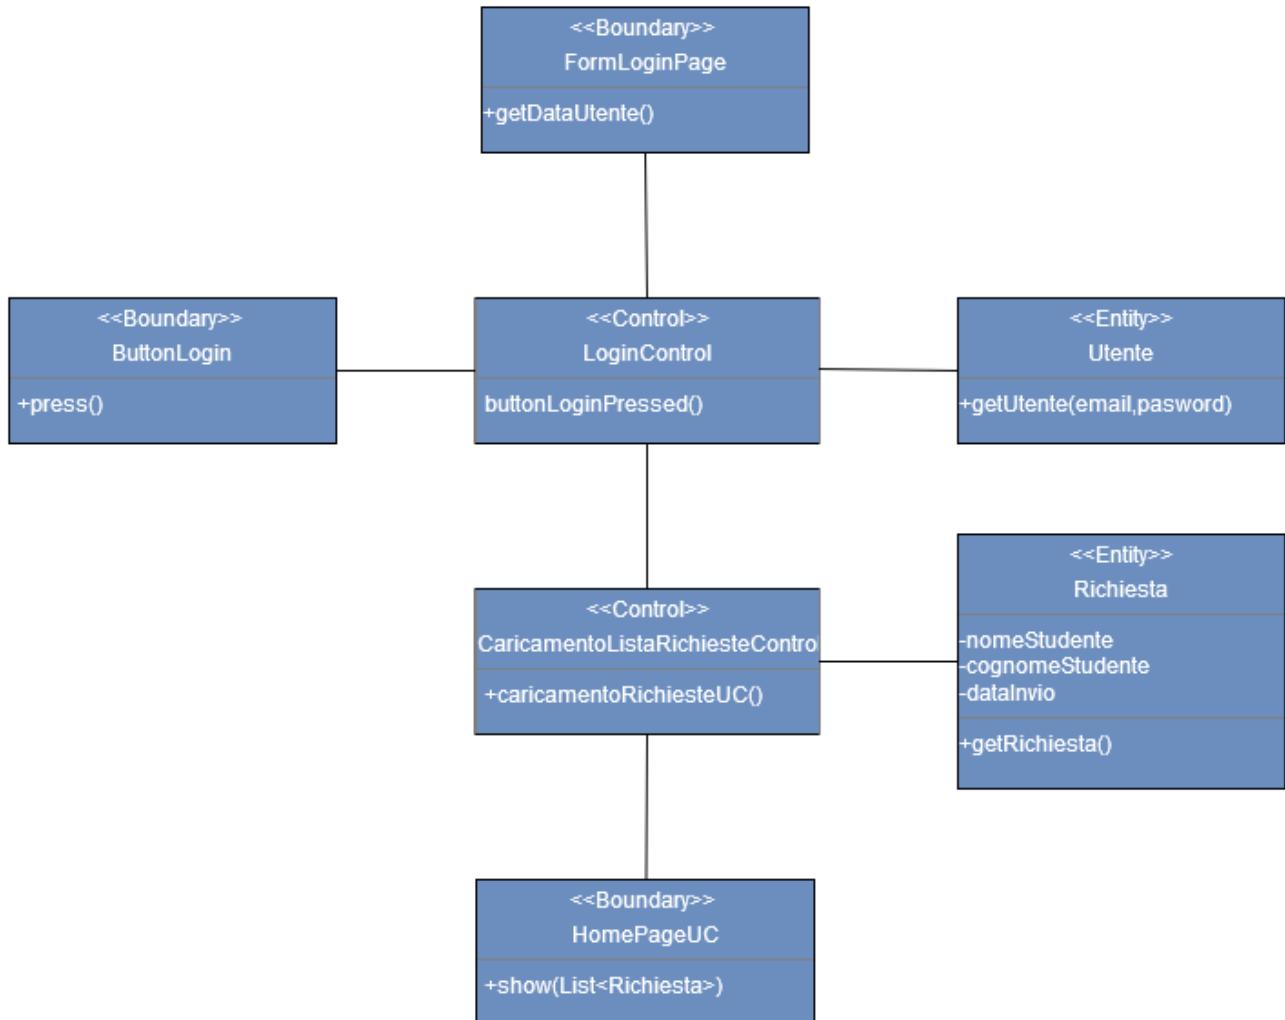 <<Boundary>>
FormLoginPage
+getDataUtente()
<<Boundary>>
ButtonLogin
+press()
<<Control>>
LoginControl
buttonLoginPressed()
<<Entity>>
Utente
+getUtente(email,pasword)
<<Control>>
CaricamentoListaRichiesteControl
+caricamentoRichiesteUC()
<<Entity>>
Richiesta
-nomeStudente
-cognomeStudente
-dataInvio
+getRichiesta()
<<Boundary>>
HomePageUC
+show(List<Richiesta>)